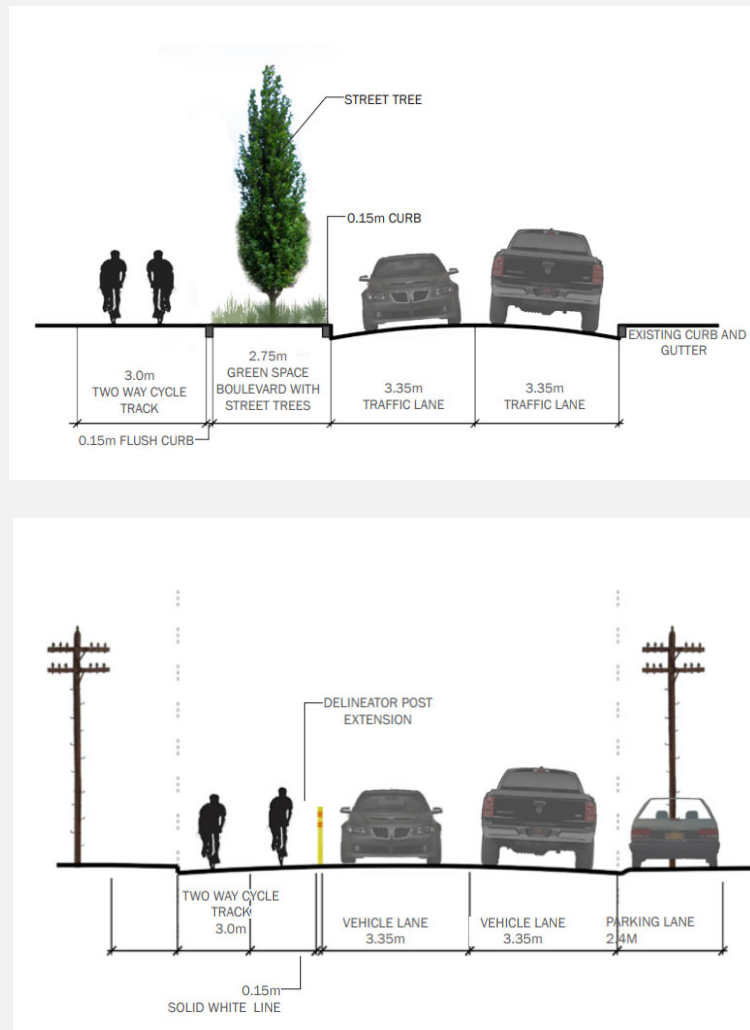 STREET TREE
0.15m CURB
EXISTING CURB AND
GUTTER
3.0m
TWO WAY CYCLE
TRACK
2.75m
GREEN SPACE
BOULEVARD WITH
STREET TREES
3.35m
TRAFFIC LANE
3.35m
TRAFFIC LANE
0.15m FLUSH CURB
DELINEATOR POST
EXTENSION
TWO WAY CYCLE
TRACK
3.0m
VEHICLE LANE
3.35m
VEHICLE LANE
3.35m
PARKING LANE
2.4M
0.15m
SOLID WHITE LINE